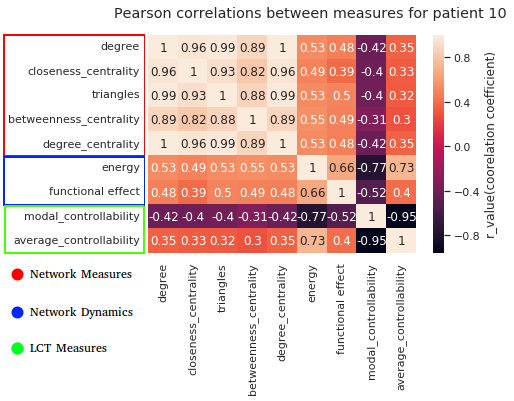 Pearson correlations between measures for patient 10
degree 1 0.96 0.99 0.89 1 0.53 0.48 -0.42 0.35
closeness_centrality 0.96 1 0.93 0.82 0.96 0.49 0.39 -0.4 0.33
triangles 0.99 0.93 1 0.88 0.99 0.53 0.5 -0.4 0.32
betweenness_centrality 0.89 0.82 0.88 1 0.89 0.55 0.49 -0.31 0.3
degree_centrality 1 0.96 0.99 0.89 1 0.53 0.48 -0.42 0.35
energy 0.53 0.49 0.53 0.55 0.53 1 0.66 -0.77 0.73
functional effect 0.48 0.39 0.5 0.49 0.48 0.66 1 -0.52 0.4
modal_controllability -0.42 -0.4 -0.4 -0.31 -0.42 -0.77 -0.52 1 -0.95
average_controllability 0.35 0.33 0.32 0.3 0.35 0.73 0.4 -0.95 1
degree
closeness_centrality
triangles
betweenness_centrality
degree_centrality
energy
functional effect
modal_controllability
average_controllability
0.8
0.4
0.0
−0.4
−0.8
r_value(coorelation coefficient)
Network Measures
Network Dynamics
LCT Measures